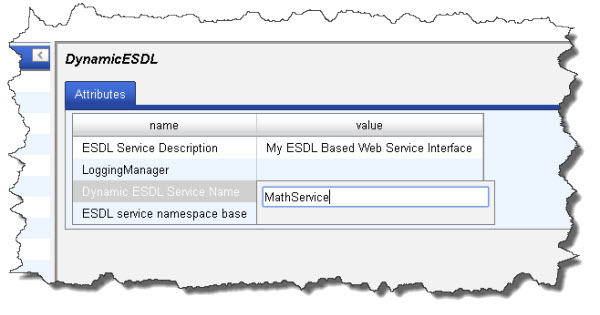 DynamicESDL
Attributes
name value
ESDL Service Description My ESDL Based Web Service Interface
LoggingManager
Dynamic ESDL Service Name MathService
ESDL service namespace base